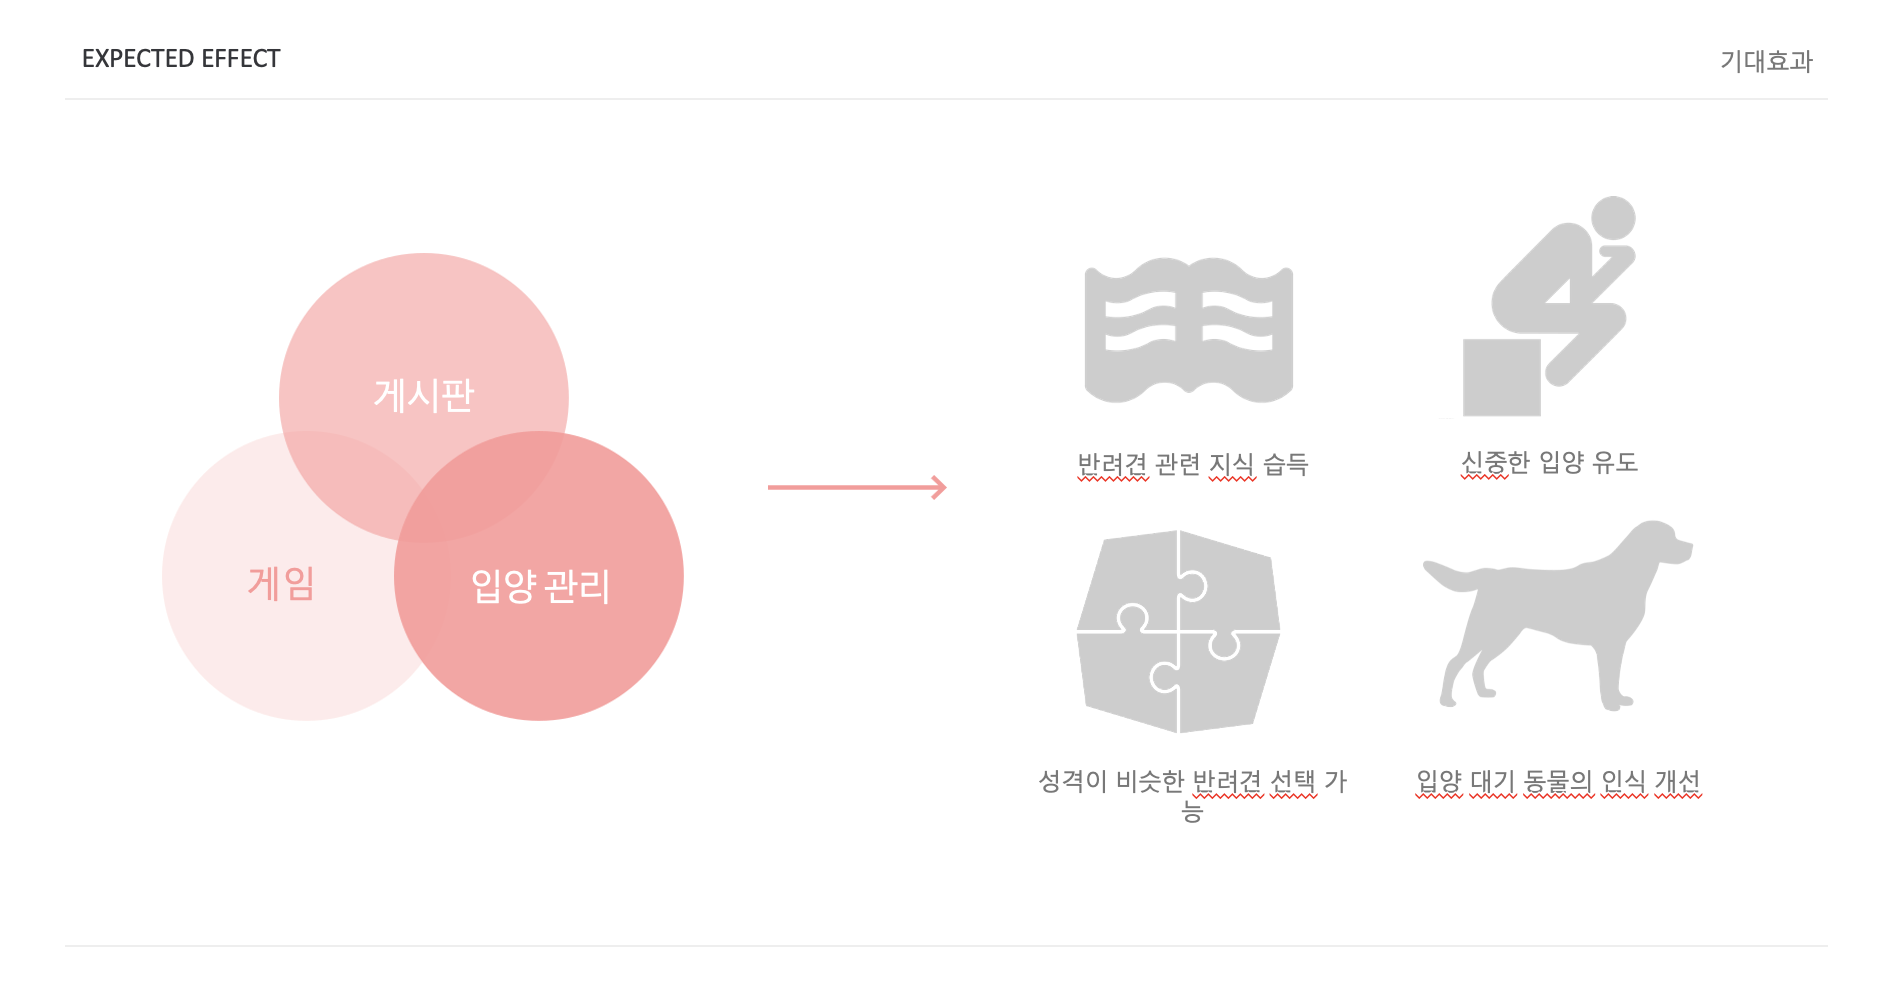 EXPECTED EFFECT
기대효과
게시판
게임
입양 관리
반려견 관련 지식 습득
신중한 입양 유도
성격이 비슷한 반려견 선택 가
능
입양 대기 동물의 인식 개선